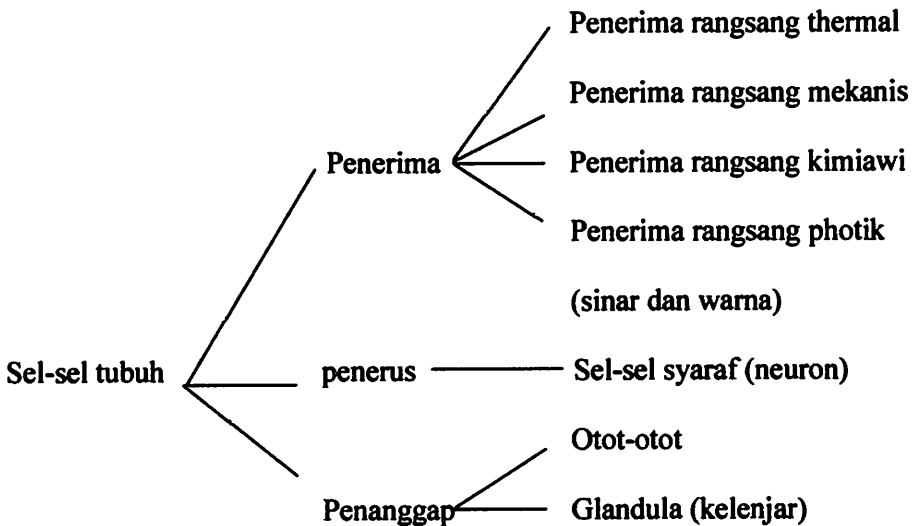 Penerima rangsang thermal
Penerima rangsang mekanis
Penerima
Penerima rangsang kimiawi
Penerima rangsang photik
(sinar dan warna)
Sel-sel tubuh
penerus
Sel-sel syaraf (neuron)
Otot-otot
Penanggap
Glandula (kelenjar)